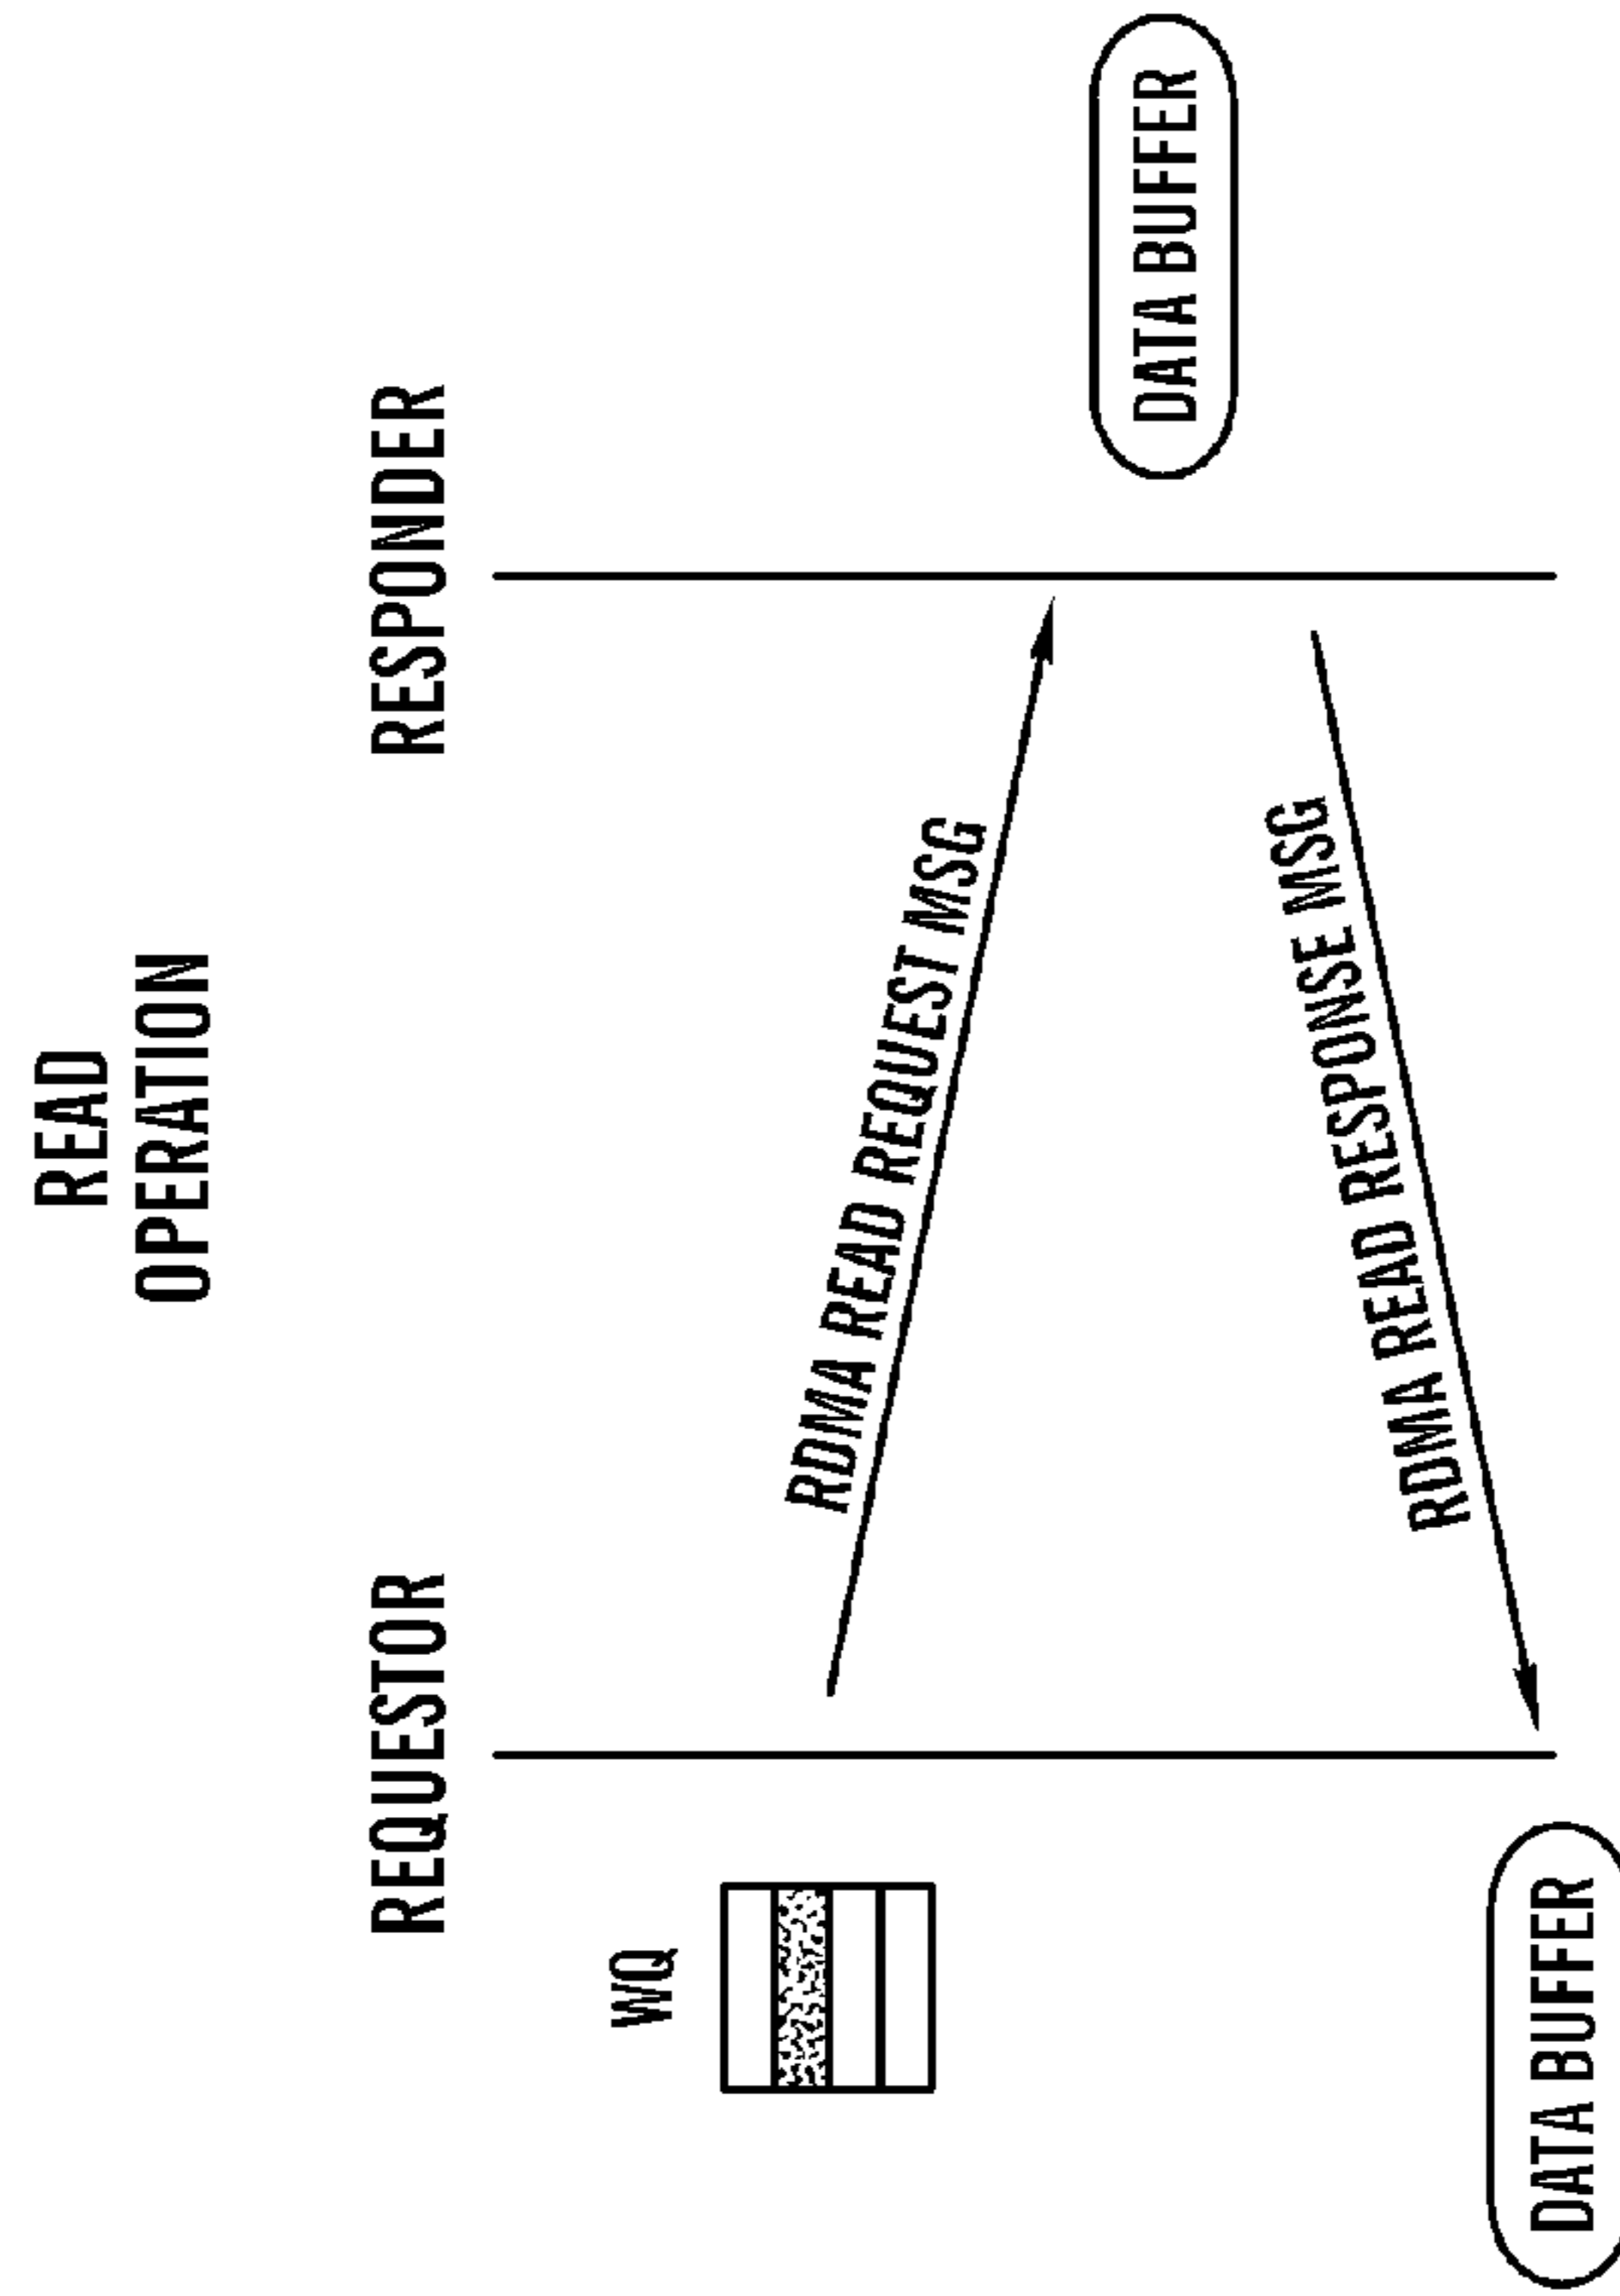 READ
OPERATION
REQUESTOR
RESPONDER
WQ
RDMA READ REQUEST MSG
DATA BUFFER
RDMA READ RESPONSE MSG
DATA BUFFER